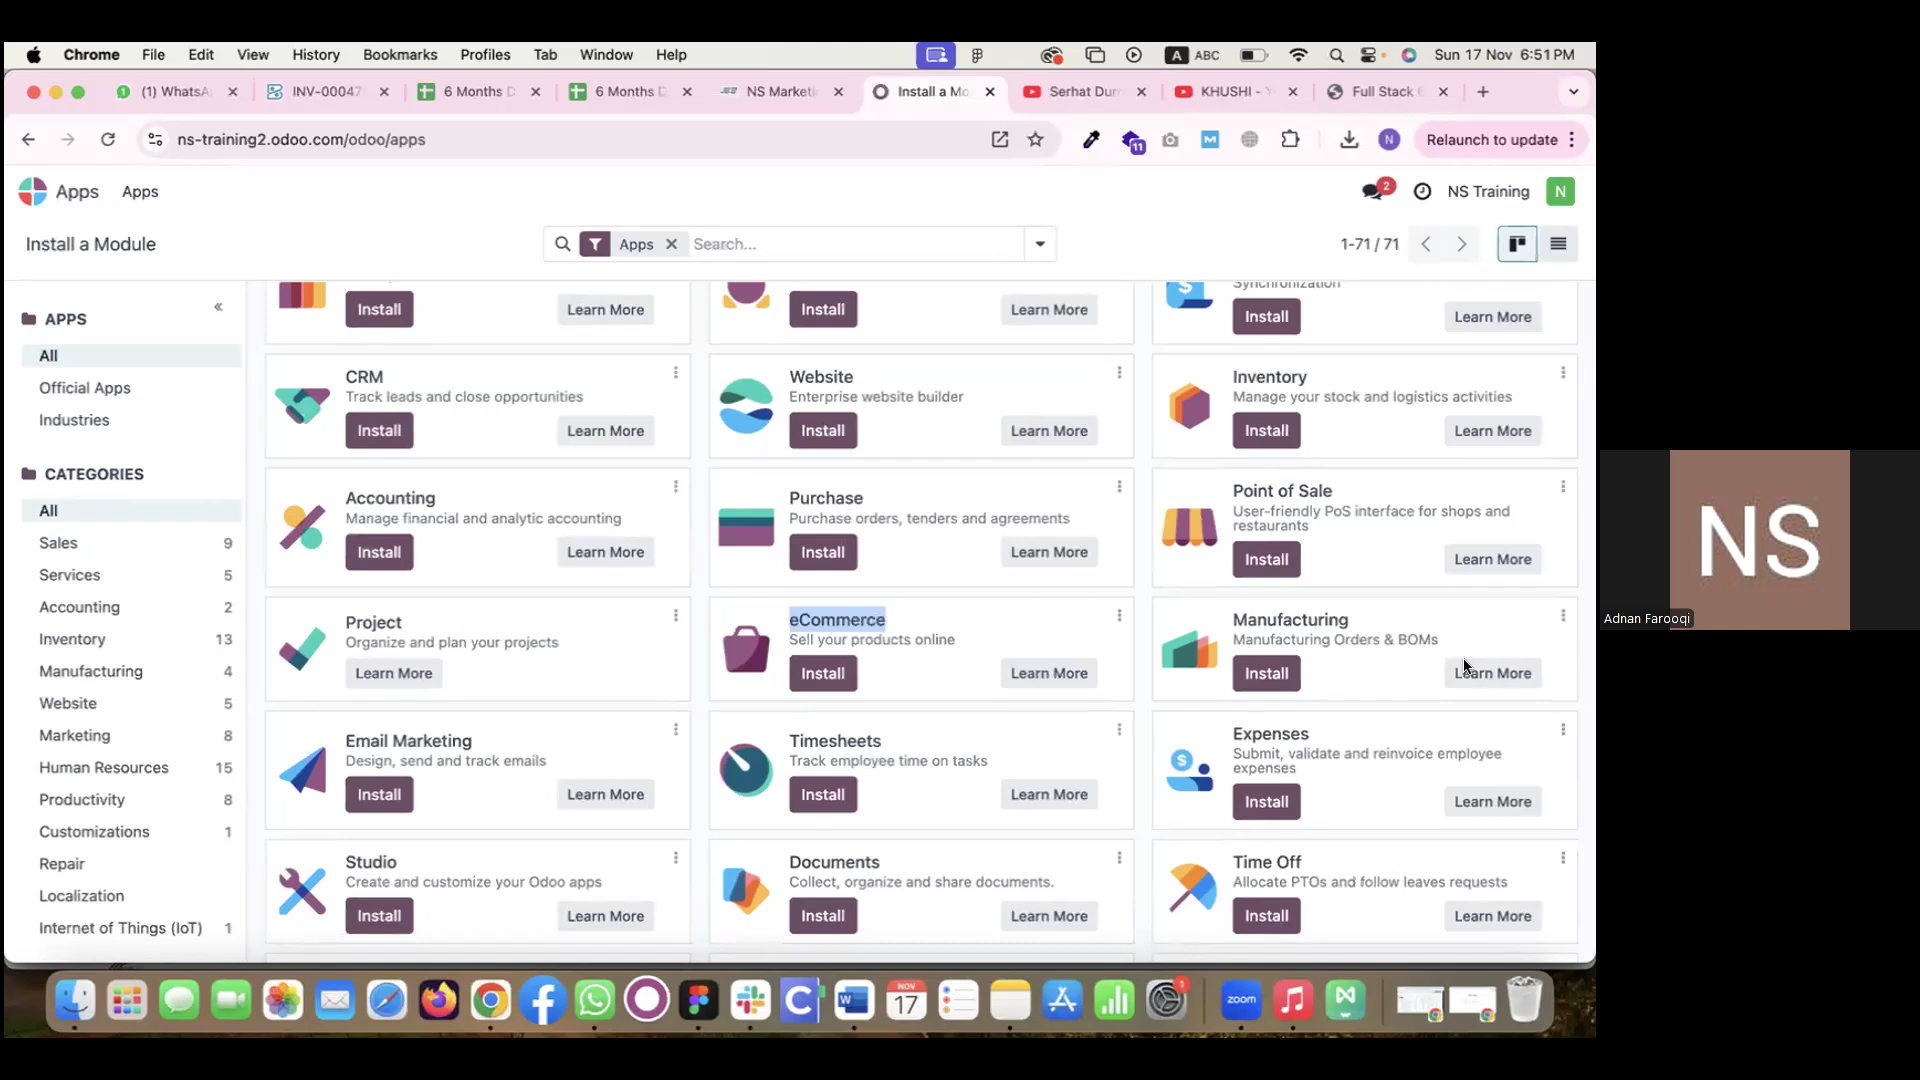 Chrome File Edit View History Bookmarks Profiles Tab Window Help A ABC Sun 17 Nov 6:51 PM
(1) WhatsA INV-00047 6 Months D 6 Months D NS Marketi Install a Mo Serhat Dur KHUSHI - Full Stack
ns-training2.odoo.com/odoo/apps 11 M N Relaunch to update
Apps Apps 2 NS Training N
Install a Module Apps Search... 1-71 / 71
APPS
All
Official Apps
Industries
CATEGORIES
All
Sales 9
Services 5
Accounting 2
Inventory 13
Manufacturing 4
Website 5
Marketing 8
Human Resources 15
Productivity 8
Customizations 1
Repair
Localization
Internet of Things (IoT) 1
Install Learn More
Install Learn More
Synchronization
Install Learn More
CRM
Track leads and close opportunities
Install Learn More
Website
Enterprise website builder
Install Learn More
Inventory
Manage your stock and logistics activities
Install Learn More
Accounting
Manage financial and analytic accounting
Install Learn More
Purchase
Purchase orders, tenders and agreements
Install Learn More
Point of Sale
User-friendly PoS interface for shops and
restaurants
Install Learn More
Project
Organize and plan your projects
Learn More
eCommerce
Sell your products online
Install Learn More
Manufacturing
Manufacturing Orders & BOMs
Install Learn More
Email Marketing
Design, send and track emails
Install Learn More
Timesheets
Track employee time on tasks
Install Learn More
Expenses
Submit, validate and reinvoice employee
expenses
Install Learn More
Studio
Create and customize your Odoo apps
Install Learn More
Documents
Collect, organize and share documents.
Install Learn More
Time Off
Allocate PTOs and follow leaves requests
Install Learn More
NS
Adnan Farooqi
NOV
17
zoom
1